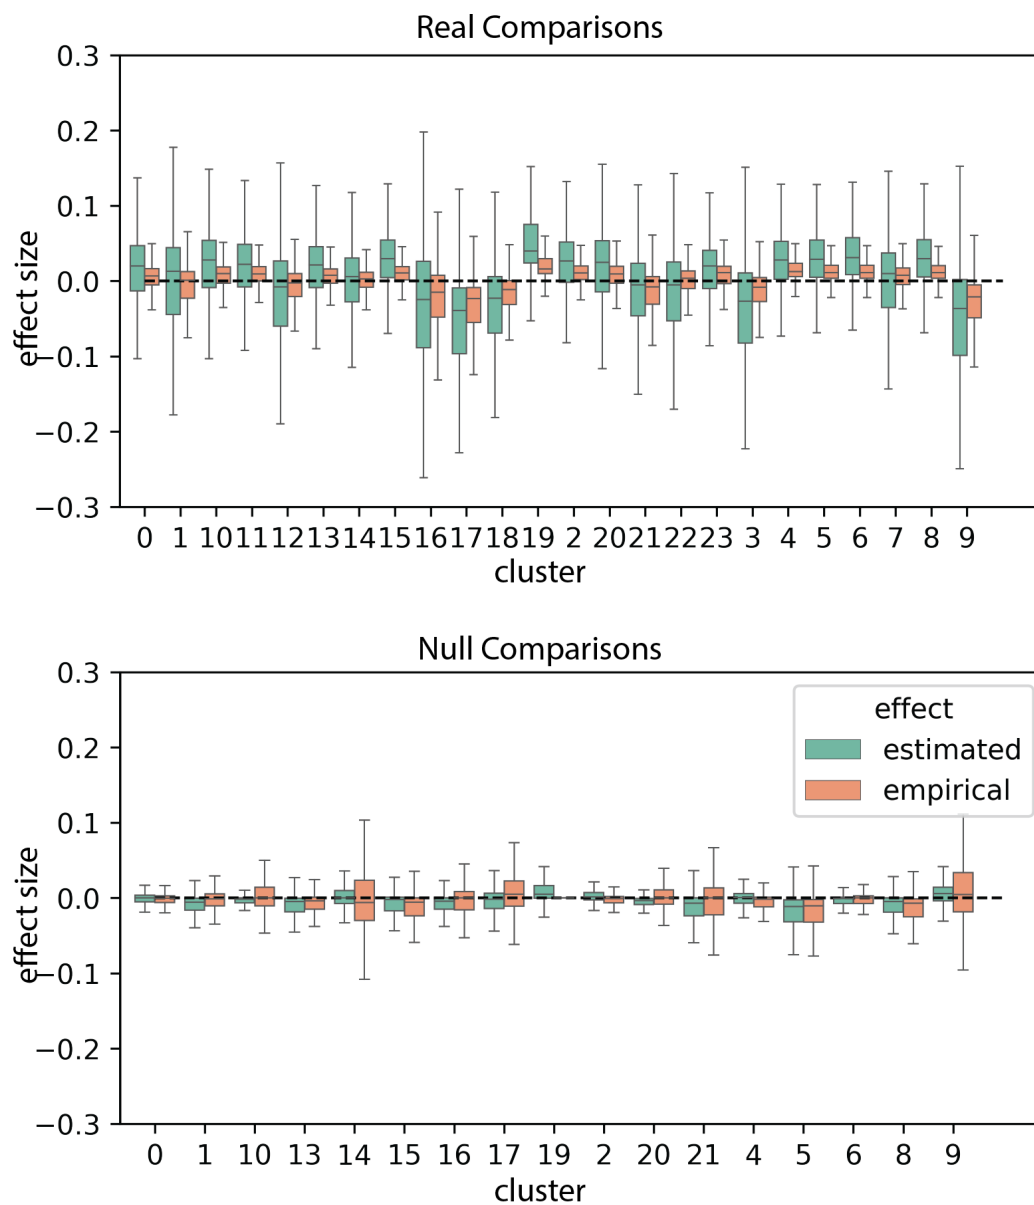 Real Comparisons
0.3
0.2
0.1
0.0
−0.1
−0.2
−0.3
effect size
0 1 10 11 12 13 14 15 16 17 18 19 2 20 21 22 23 3 4 5 6 7 8 9
cluster
Null Comparisons
0.3
0.2
0.1
0.0
−0.1
−0.2
−0.3
effect size
effect
estimated
empirical
0 1 10 13 14 15 16 17 19 2 20 21 4 5 6 8 9
cluster